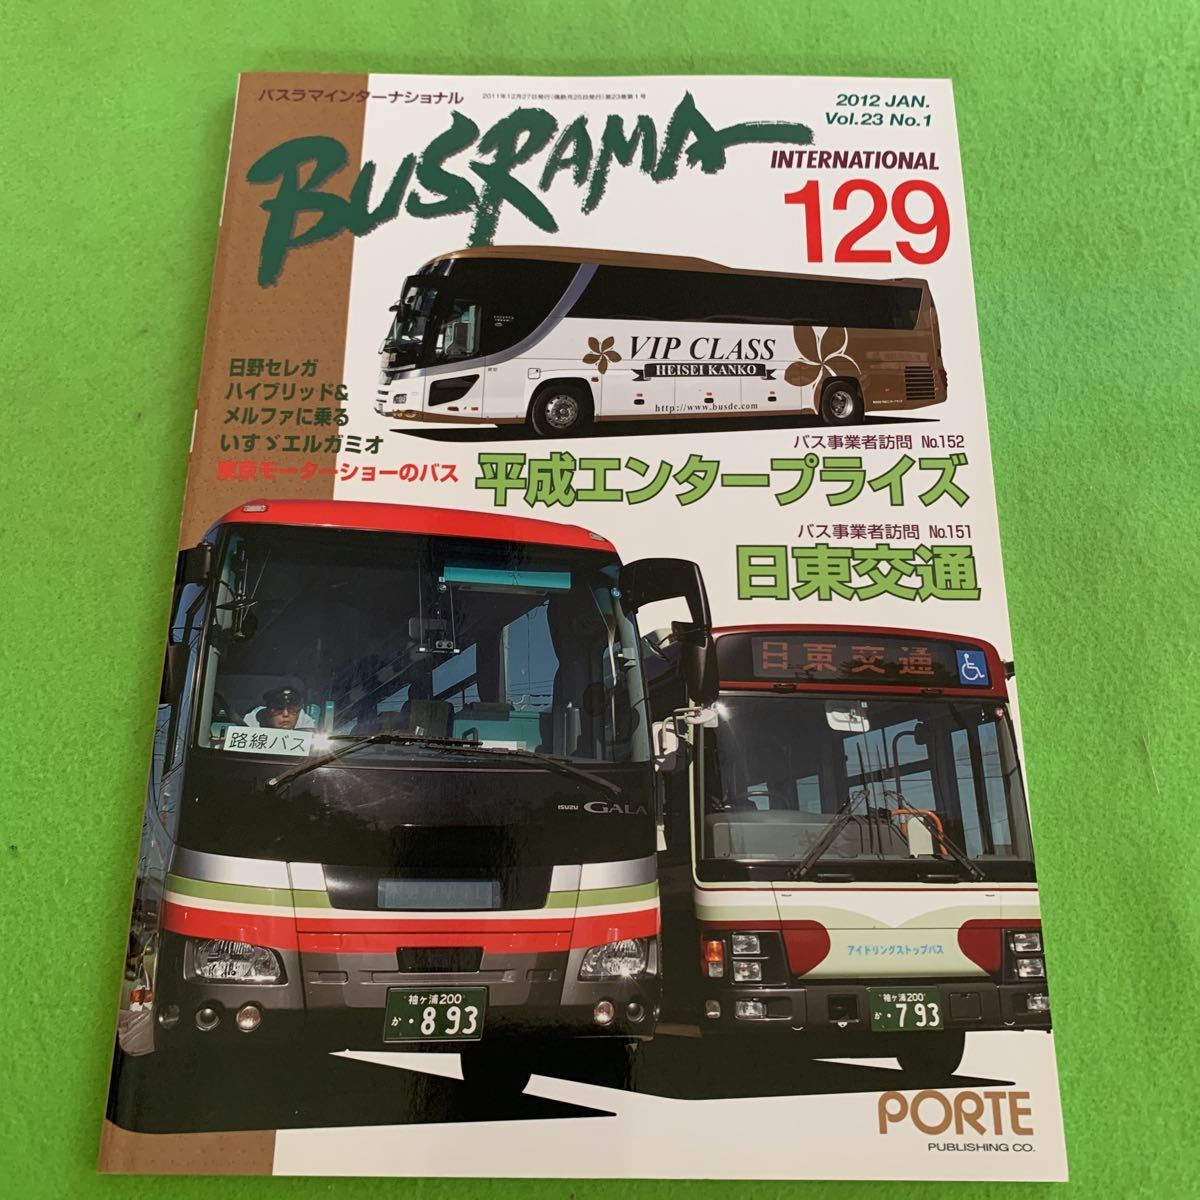 バスラマインターナショナル
2011年12月27日発行(偶数月25日発行)第23巻第1号
2012 JAN.
Vol.23 No.1
BUSRAMA
INTERNATIONAL
129
VIP CLASS
HEISEI KANKO
http://www.busde.com
日野セレガ
ハイブリッド&
メルファに乗る
いすゞエルガミオ
東京モーターショーのバス
バス事業者訪問 No.152
平成エンタープライズ
バス事業者訪問 No.151
日東交通
日東交通
路線バス
ISUZU GALA
アイドリングストップバス
袖ヶ浦200
か・893
袖ヶ浦200
か・793
PORTE
PUBLISHING CO.